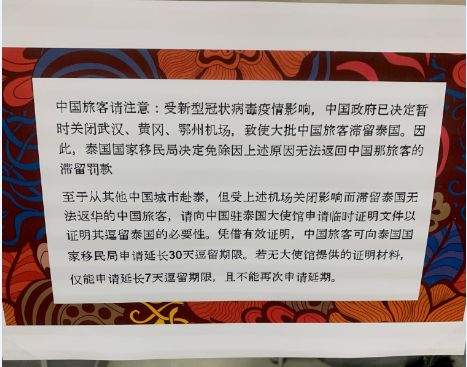 中国旅客请注意：受新型冠状病毒疫情影响，中国政府已决定暂
时关闭武汉、黄冈、鄂州机场，致使大批中国旅客滞留泰国。因
此，泰国国家移民局决定免除因上述原因无法返回中国那旅客的
滞留罚款
至于从其他中国城市赴泰，但受上述机场关闭影响而滞留泰国无
法返华的中国旅客，请向中国驻泰国大使馆申请临时证明文件以
证明其逗留泰国的必要性。凭借有效证明，中国旅客可向泰国国
家移民局申请延长30天逗留期限。若无大使馆提供的证明材料，
仅能申请延长7天逗留期限，且不能再次申请延期。